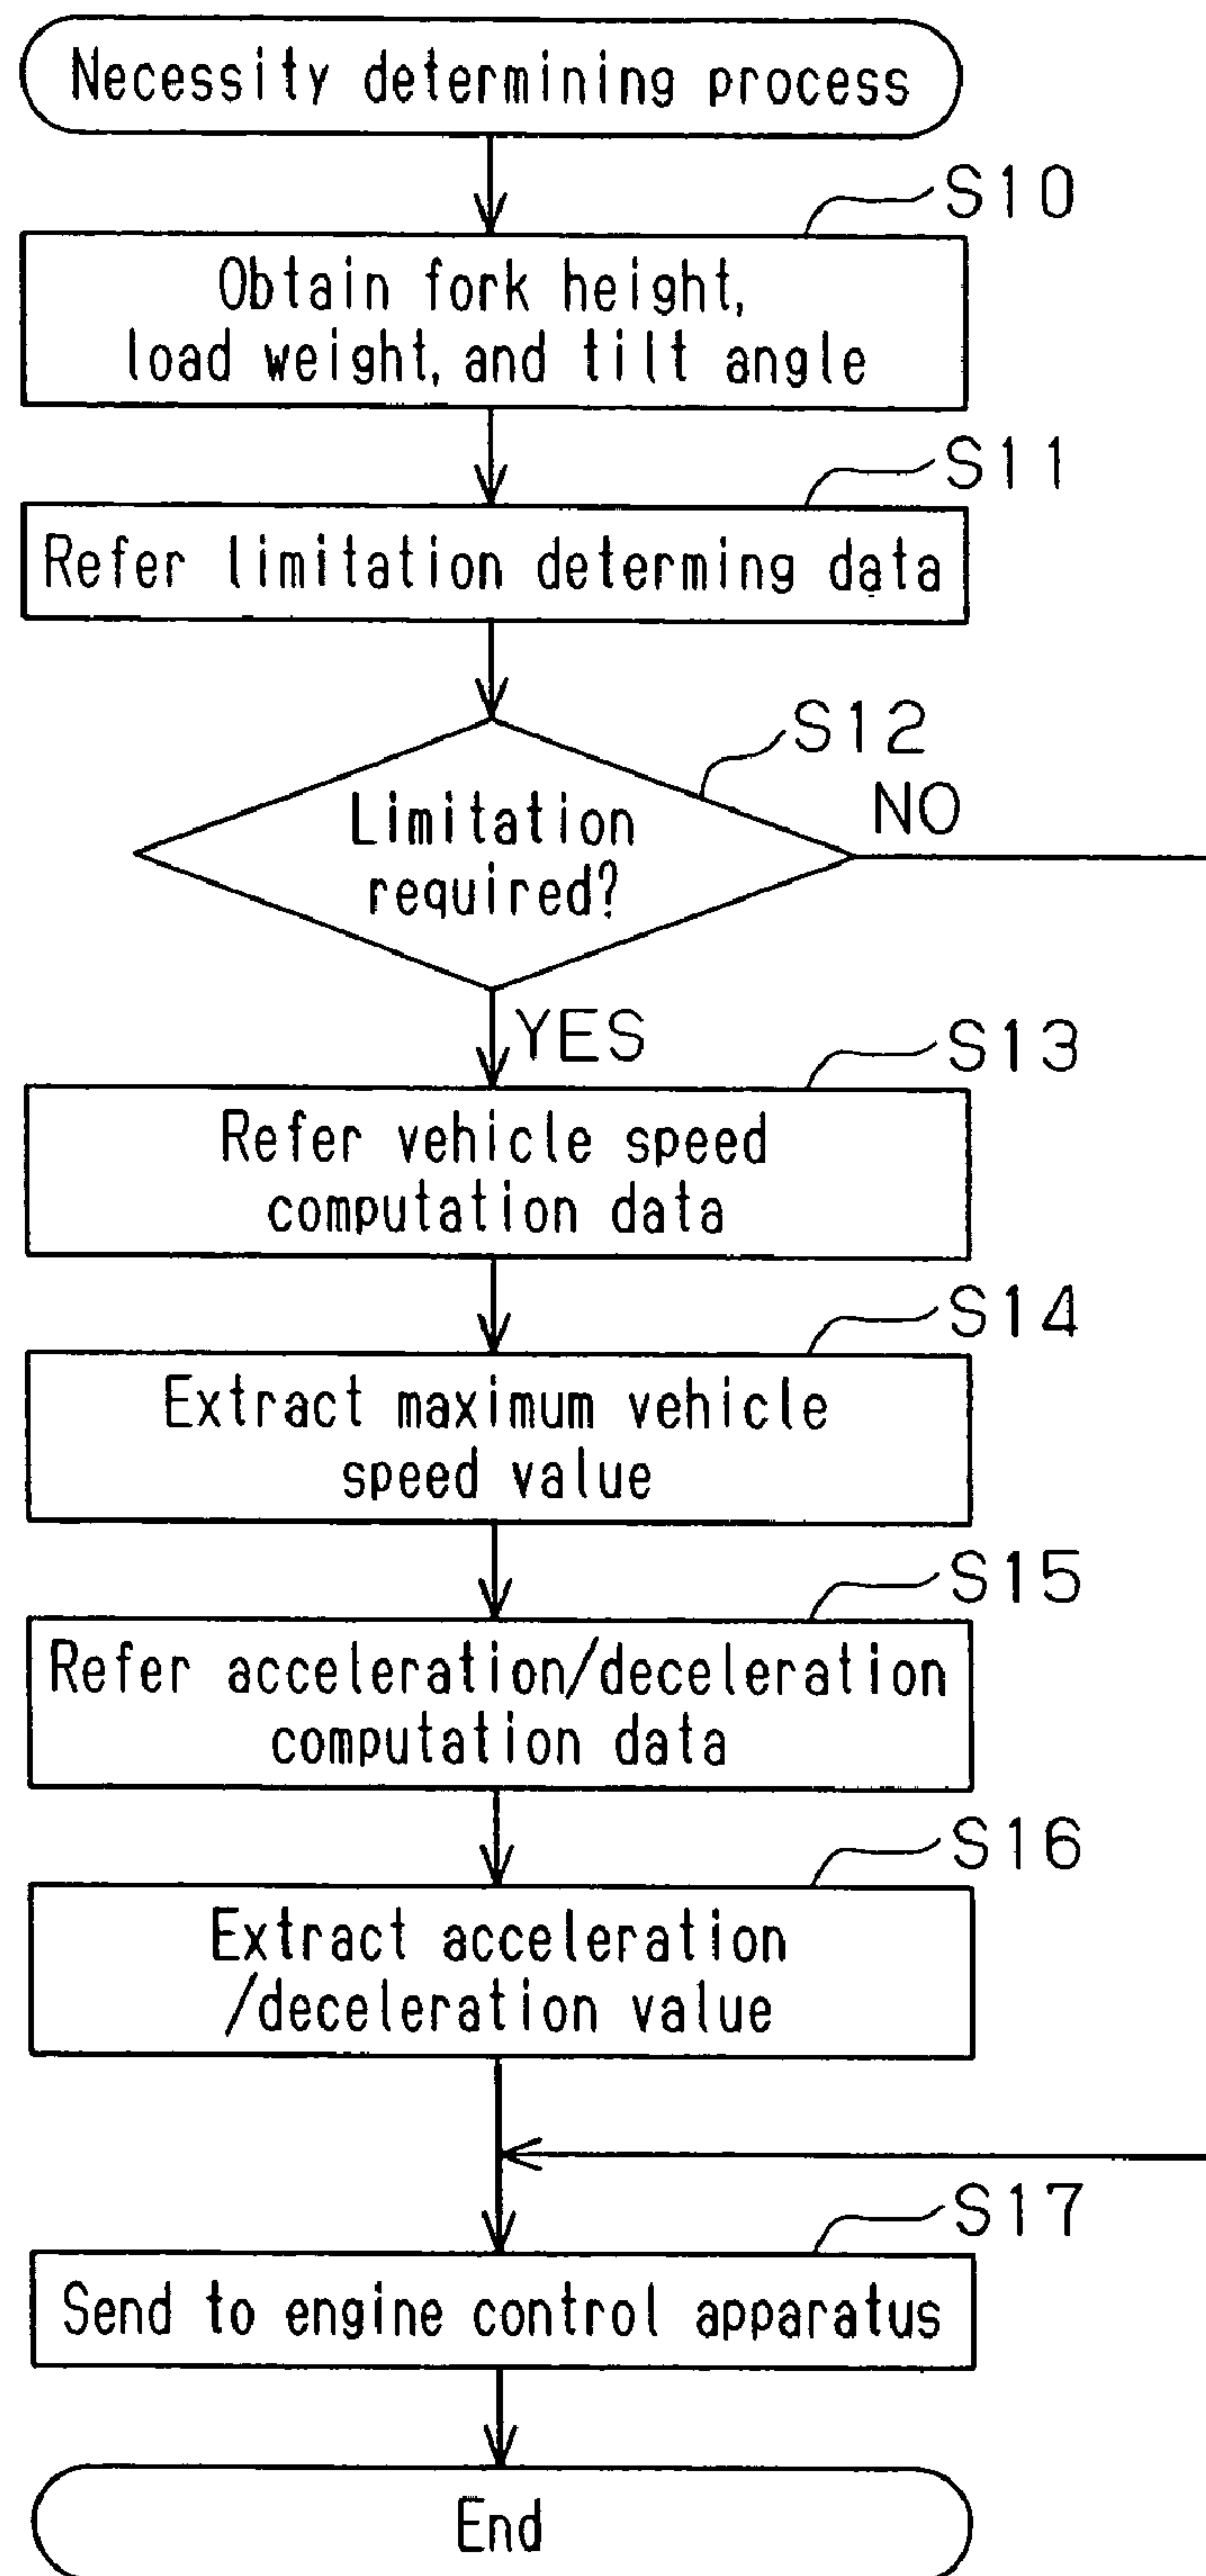 Necessity determining process
S10
Obtain fork height,
load weight, and tilt angle
S11
Refer limitation determing data
S12
Limitation
required?
NO
YES
S13
Refer vehicle speed
computation data
S14
Extract maximum vehicle
speed value
S15
Refer acceleration/deceleration
computation data
S16
Extract acceleration
/deceleration value
S17
Send to engine control apparatus
End